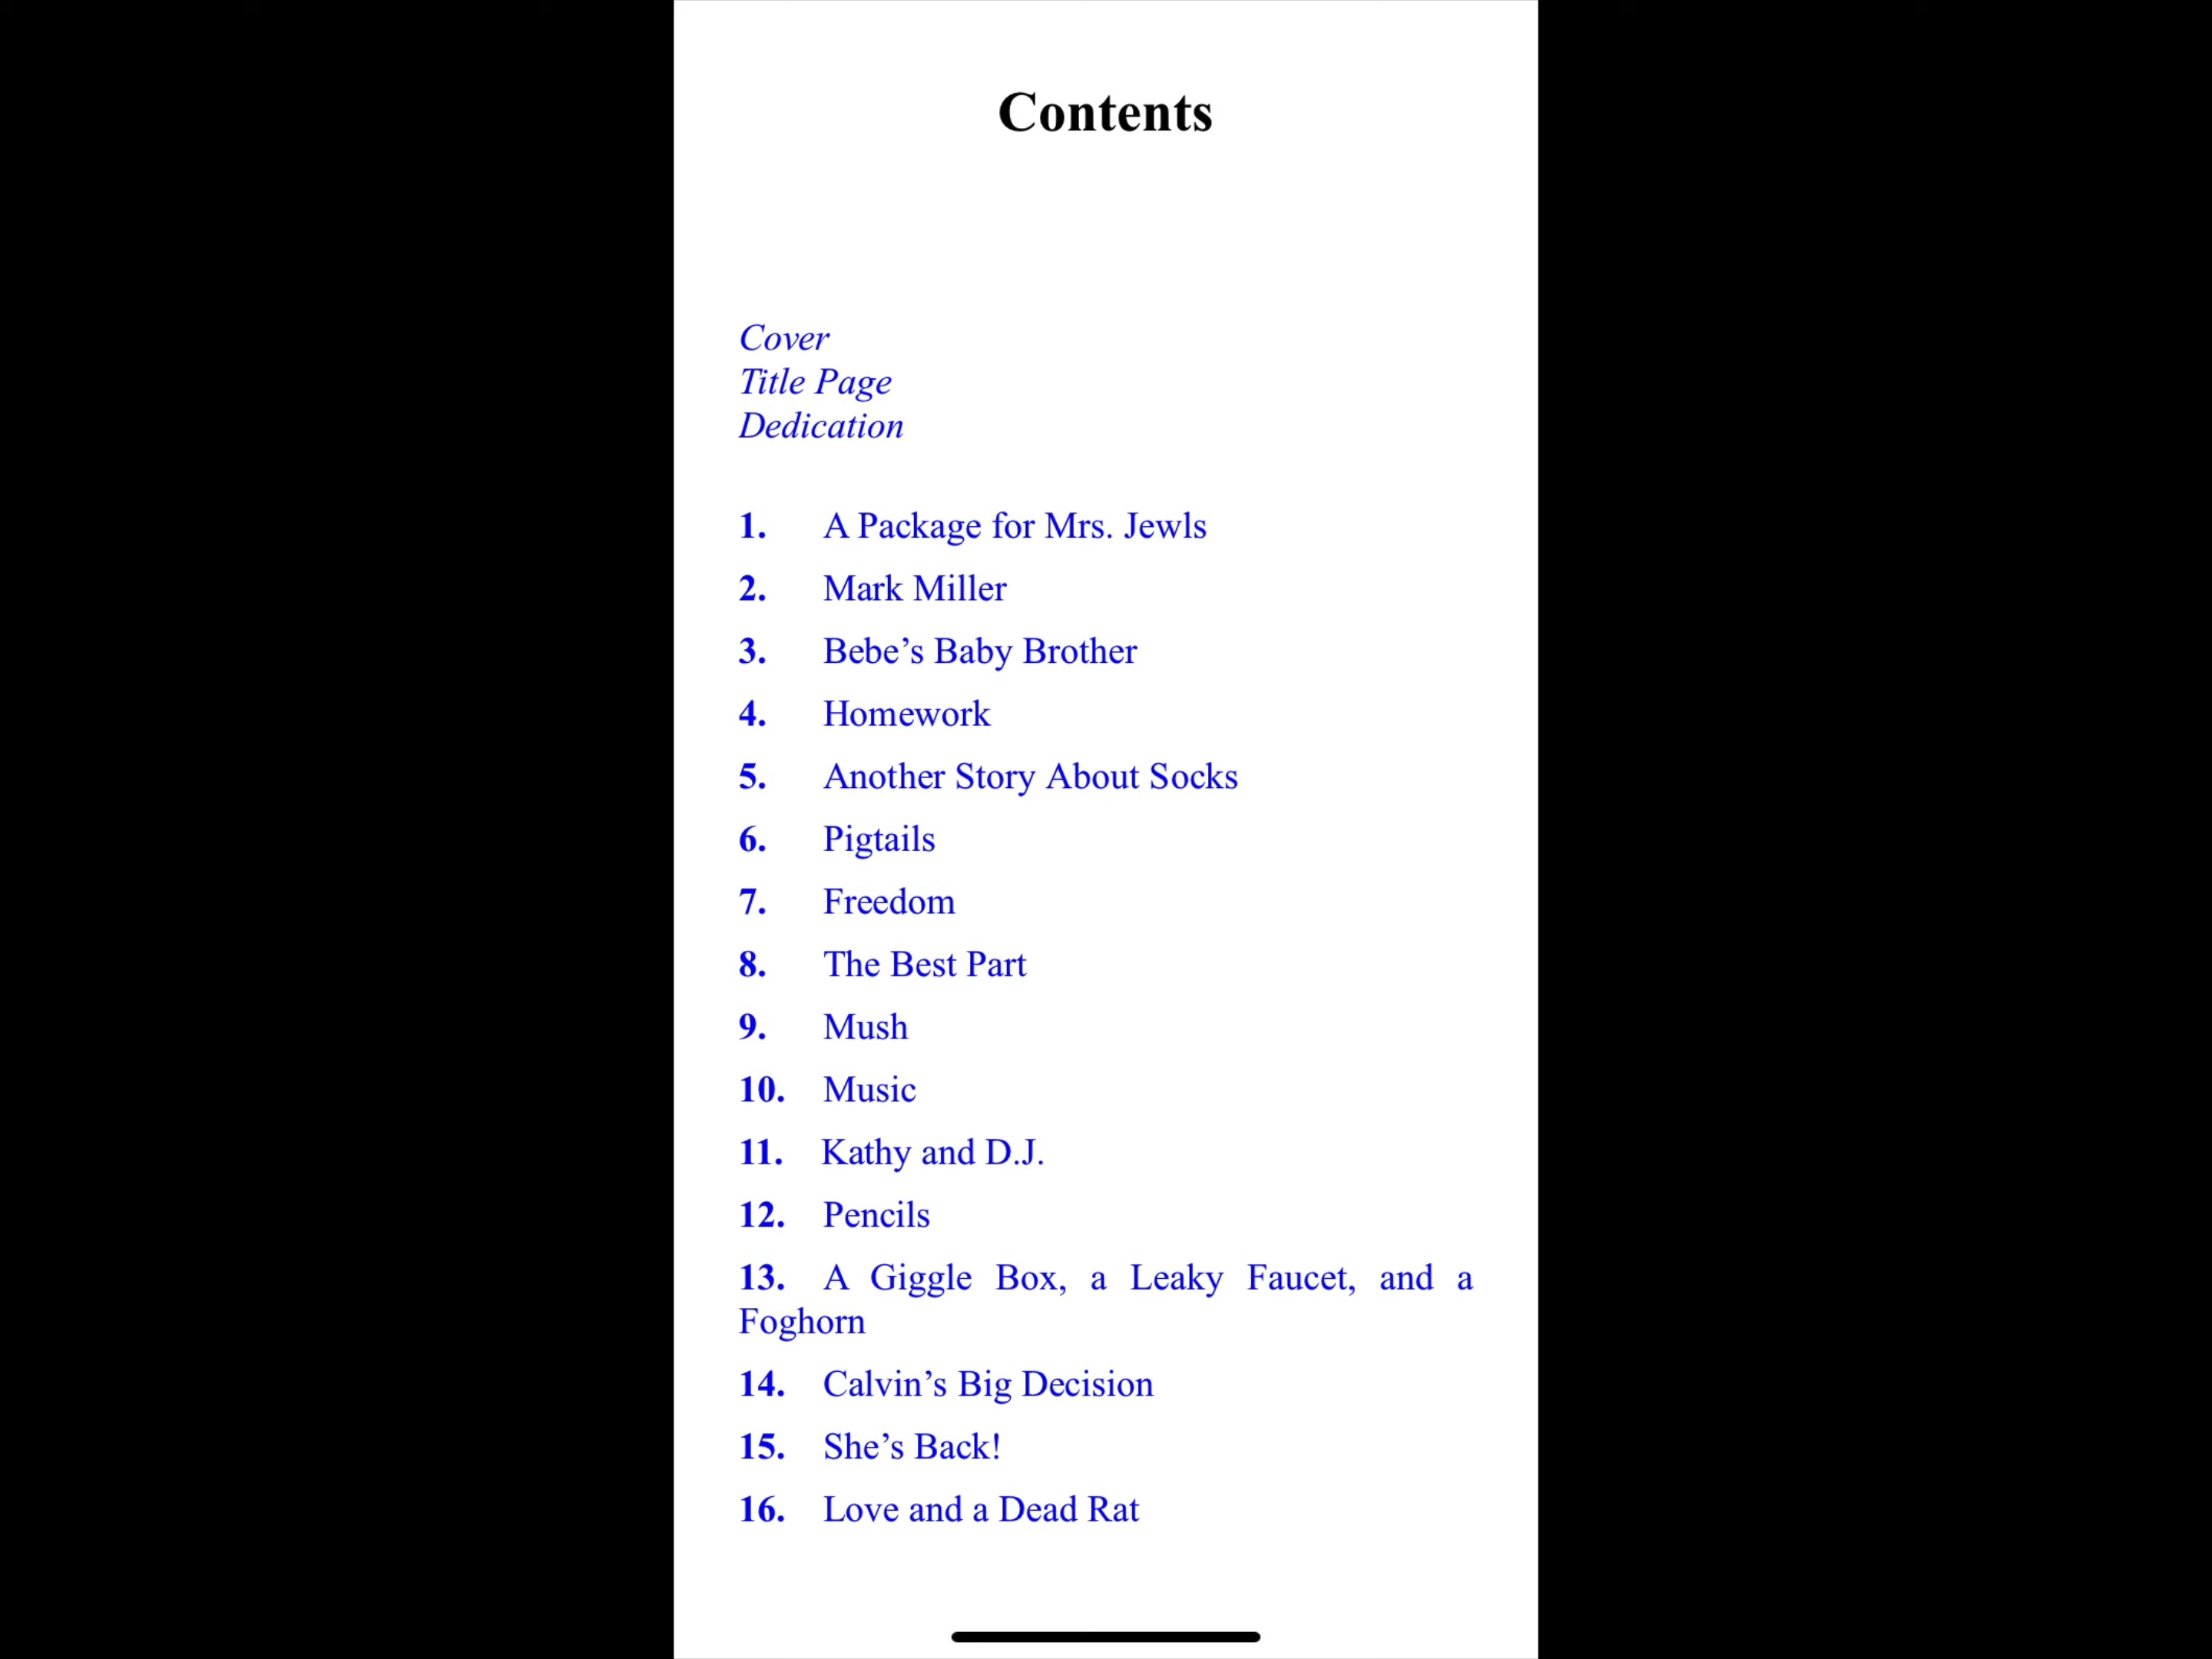 Contents
Cover
Title Page
Dedication
1. A Package for Mrs. Jewls
2. Mark Miller
3. Bebe’s Baby Brother
4. Homework
5. Another Story About Socks
6. Pigtails
7. Freedom
8. The Best Part
9. Mush
10. Music
11. Kathy and D.J.
12. Pencils
13. A Giggle Box, a Leaky Faucet, and a
Foghorn
14. Calvin’s Big Decision
15. She’s Back!
16. Love and a Dead Rat